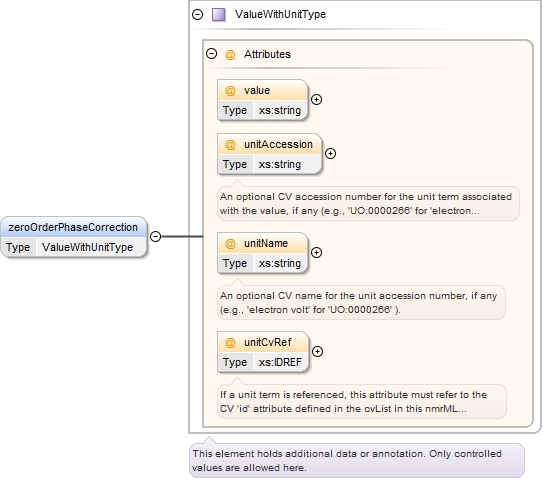 ValueWithUnitType
@ Attributes
@ value
Type xs:string
@ unitAccession
Type xs:string
An optional CV accession number for the unit term associated
with the value, if any (e.g., 'UO:0000266' for 'electron...
zeroOrderPhaseCorrection
Type ValueWithUnitType
@ unitName
Type xs:string
An optional CV name for the unit accession number, if any
(e.g., 'electron volt' for 'UO:0000266' ).
@ unitCvRef
Type xs:IDREF
If a unit term is referenced, this attribute must refer to the
CV 'id' attribute defined in the cvList in this nmrML...
This element holds additional data or annotation. Only controlled
values are allowed here.